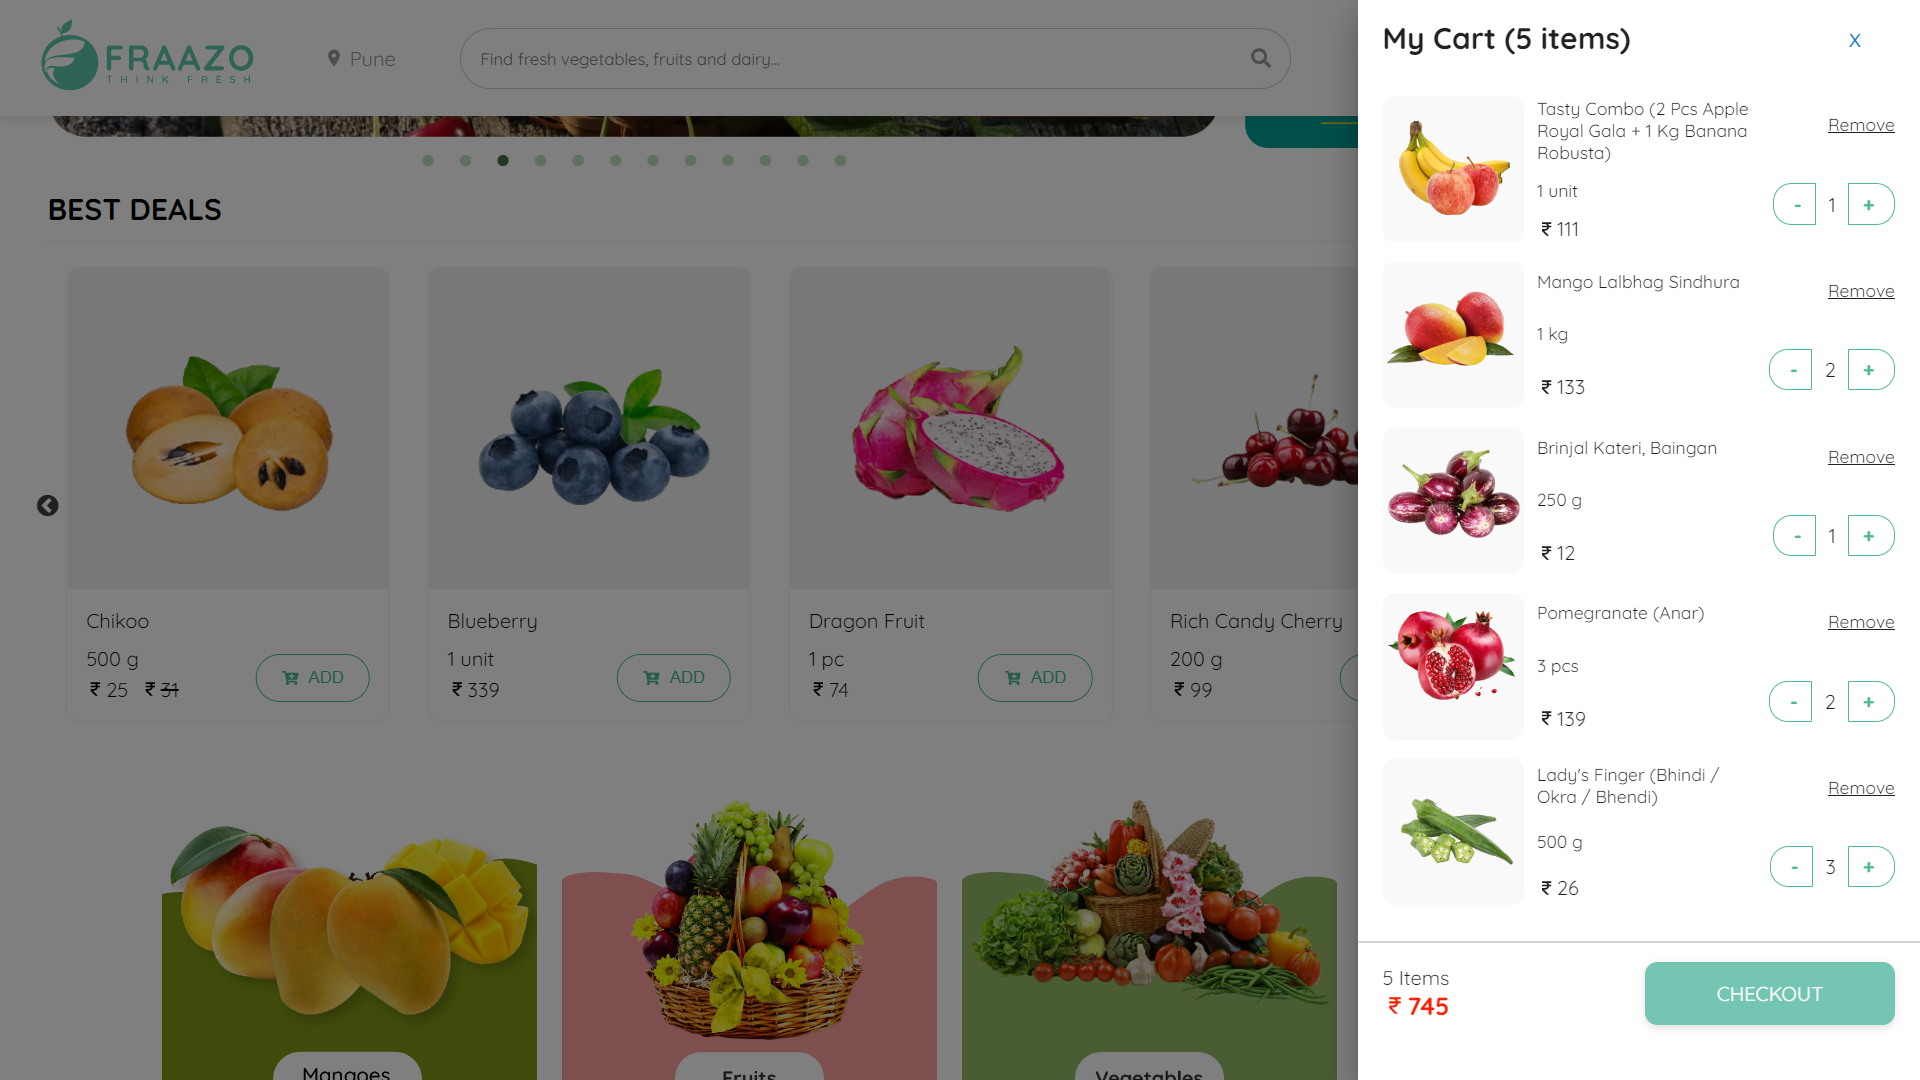 FRAAZO
THINK FRESH
Pune
Find fresh vegetables, fruits and dairy...
BEST DEALS
Chikoo
500 g
₹ 25 ₹ 31
ADD
Blueberry
1 unit
₹ 339
ADD
Dragon Fruit
1 pc
₹ 74
ADD
Rich Candy Cherry
200 g
₹ 99
Mangoes
Fruits
Vegetables
My Cart (5 items)
X
Tasty Combo (2 Pcs Apple
Royal Gala + 1 Kg Banana
Robusta)
Remove
1 unit
- 1 +
₹ 111
Mango Lalbhag Sindhura
Remove
1 kg
- 2 +
₹ 133
Brinjal Kateri, Baingan
Remove
250 g
- 1 +
₹ 12
Pomegranate (Anar)
Remove
3 pcs
- 2 +
₹ 139
Lady's Finger (Bhindi /
Okra / Bhendi)
Remove
500 g
- 3 +
₹ 26
5 Items
₹ 745
CHECKOUT